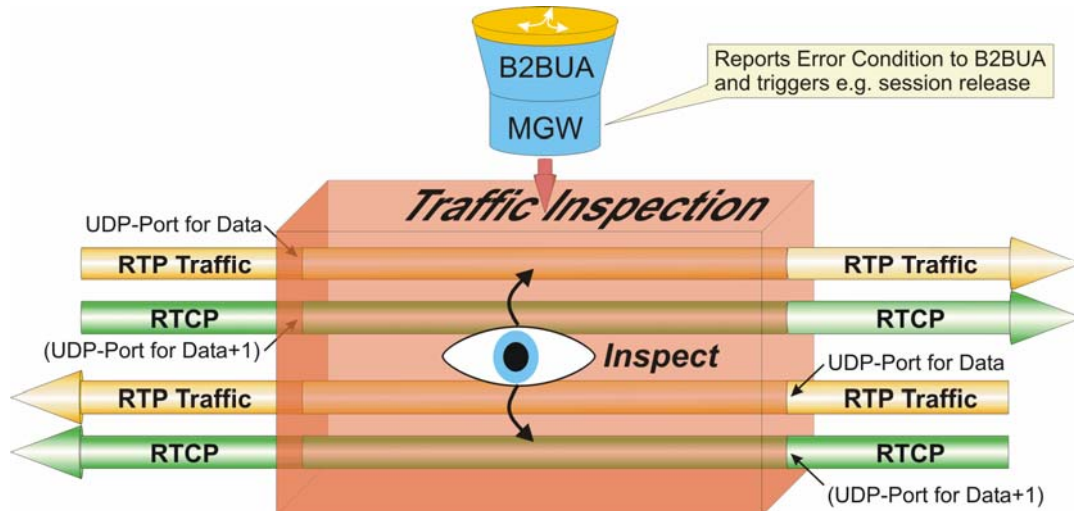 B2BUA
MGW
Reports Error Condition to B2BUA
and triggers e.g. session release
Traffic Inspection
UDP-Port for Data
RTP Traffic
RTP Traffic
RTCP
RTCP
(UDP-Port for Data+1)
Inspect
UDP-Port for Data
RTP Traffic
RTP Traffic
RTCP
RTCP
(UDP-Port for Data+1)